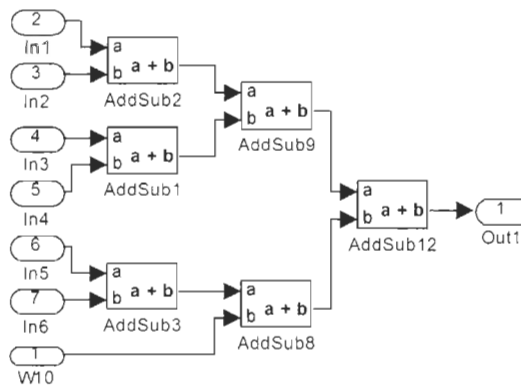 2
In1
3
In2
a
b
a + b
AddSub2
4
In3
5
In4
a
b
a + b
AddSub1
a
b
a + b
AddSub9
6
In5
7
In6
a
b
a + b
AddSub3
1
W10
a
b
a + b
AddSub8
a
b
a + b
AddSub12
1
Out1